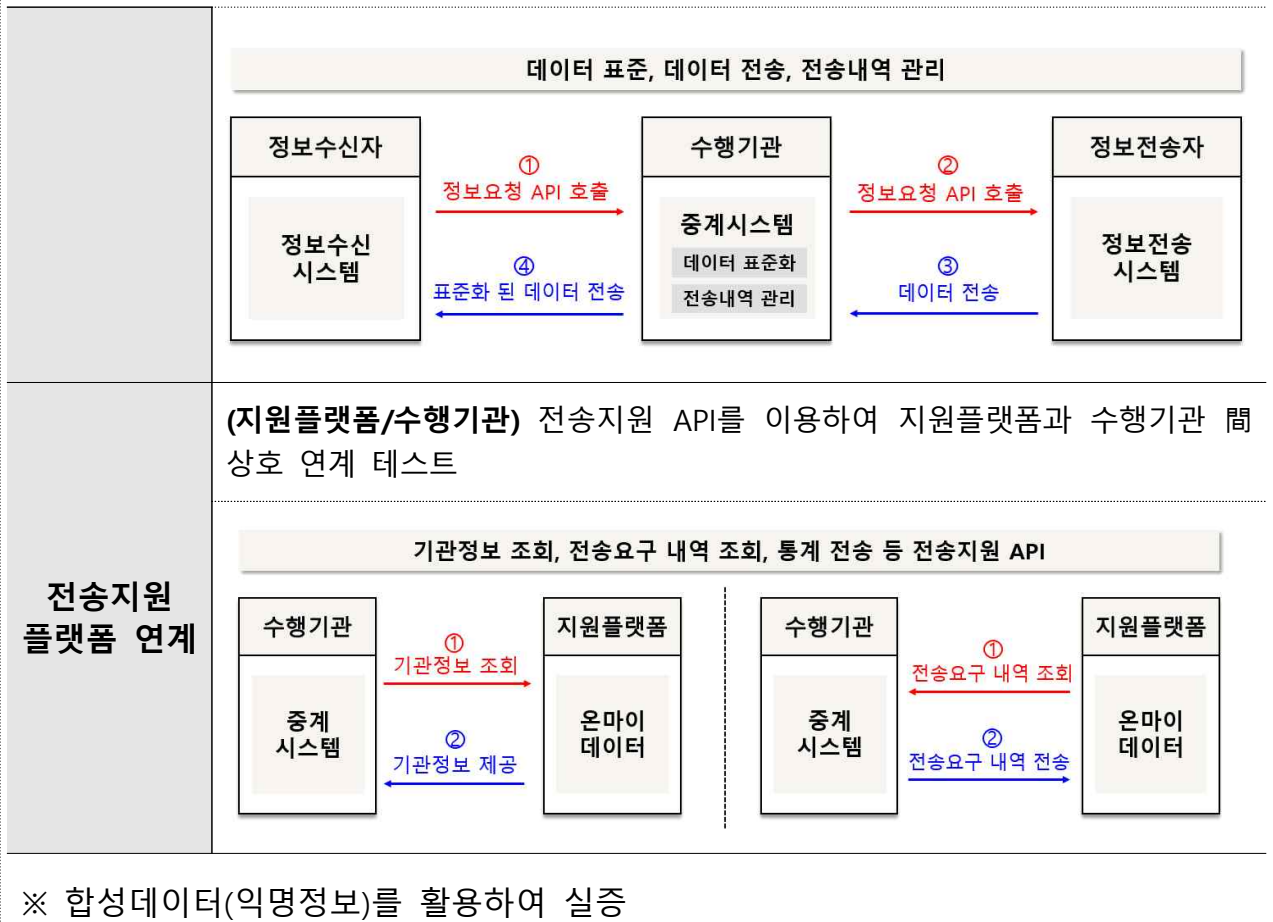 데이터 표준, 데이터 전송, 전송내역 관리
정보수신자
정보수신
시스템
①
정보요청 API 호출
④
표준화 된 데이터 전송
수행기관
중계시스템
데이터 표준화
전송내역 관리
②
정보요청 API 호출
③
데이터 전송
정보전송자
정보전송
시스템
전송지원
플랫폼 연계
(지원플랫폼/수행기관) 전송지원 API를 이용하여 지원플랫폼과 수행기관 間
상호 연계 테스트
기관정보 조회, 전송요구 내역 조회, 통계 전송 등 전송지원 API
수행기관
중계
시스템
①
기관정보 조회
②
기관정보 제공
지원플랫폼
온마이
데이터
수행기관
중계
시스템
①
전송요구 내역 조회
②
전송요구 내역 전송
지원플랫폼
온마이
데이터
※ 합성데이터(익명정보)를 활용하여 실증